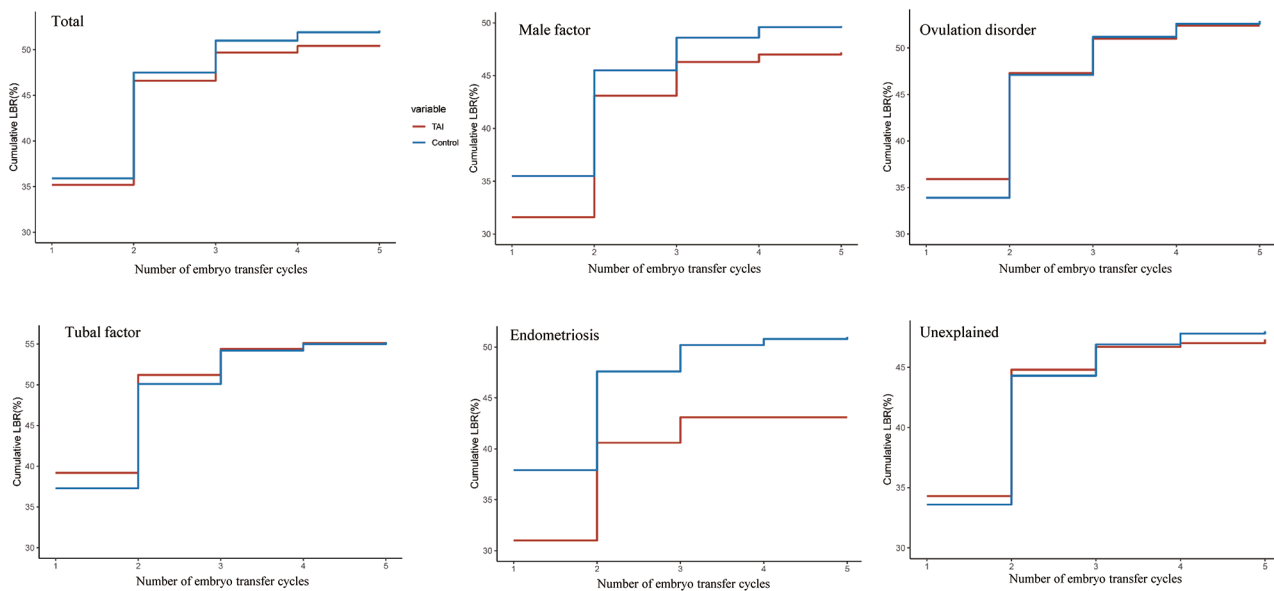 Total
Cumulative LBR(%)
50
45
40
35
30
1 2 3 4 5
Number of embryo transfer cycles
variable
TAI
Control
Male factor
Cumulative LBR(%)
50
45
40
35
30
1 2 3 4 5
Number of embryo transfer cycles
Ovulation disorder
Cumulative LBR(%)
50
45
40
35
30
1 2 3 4 5
Number of embryo transfer cycles
Tubal factor
Cumulative LBR(%)
55
50
45
40
35
30
1 2 3 4 5
Number of embryo transfer cycles
Endometriosis
Cumulative LBR(%)
50
45
40
35
30
1 2 3 4 5
Number of embryo transfer cycles
Unexplained
Cumulative LBR(%)
45
40
35
30
1 2 3 4 5
Number of embryo transfer cycles